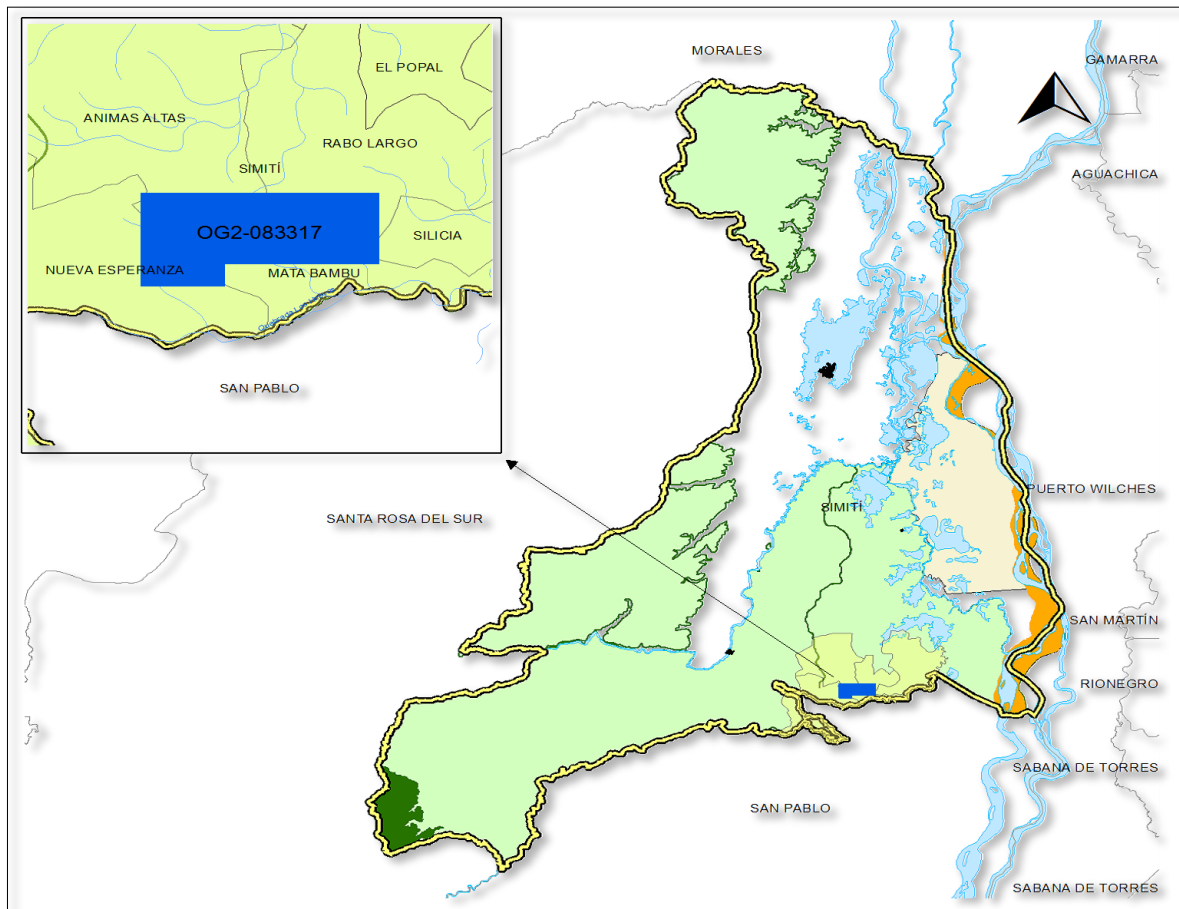 EL POPAL
ANIMAS ALTAS
RABO LARGO
SIMITÍ
OG2-083317
SILICIA
NUEVA ESPERANZA
MATA BAMBU
SAN PABLO
MORALES
GAMARRA
AGUACHICA
PUERTO WILCHES
SANTA ROSA DEL SUR
SIMITÍ
SAN MARTÍN
RIONEGRO
SABANA DE TORRES
SAN PABLO
SABANA DE TORRES